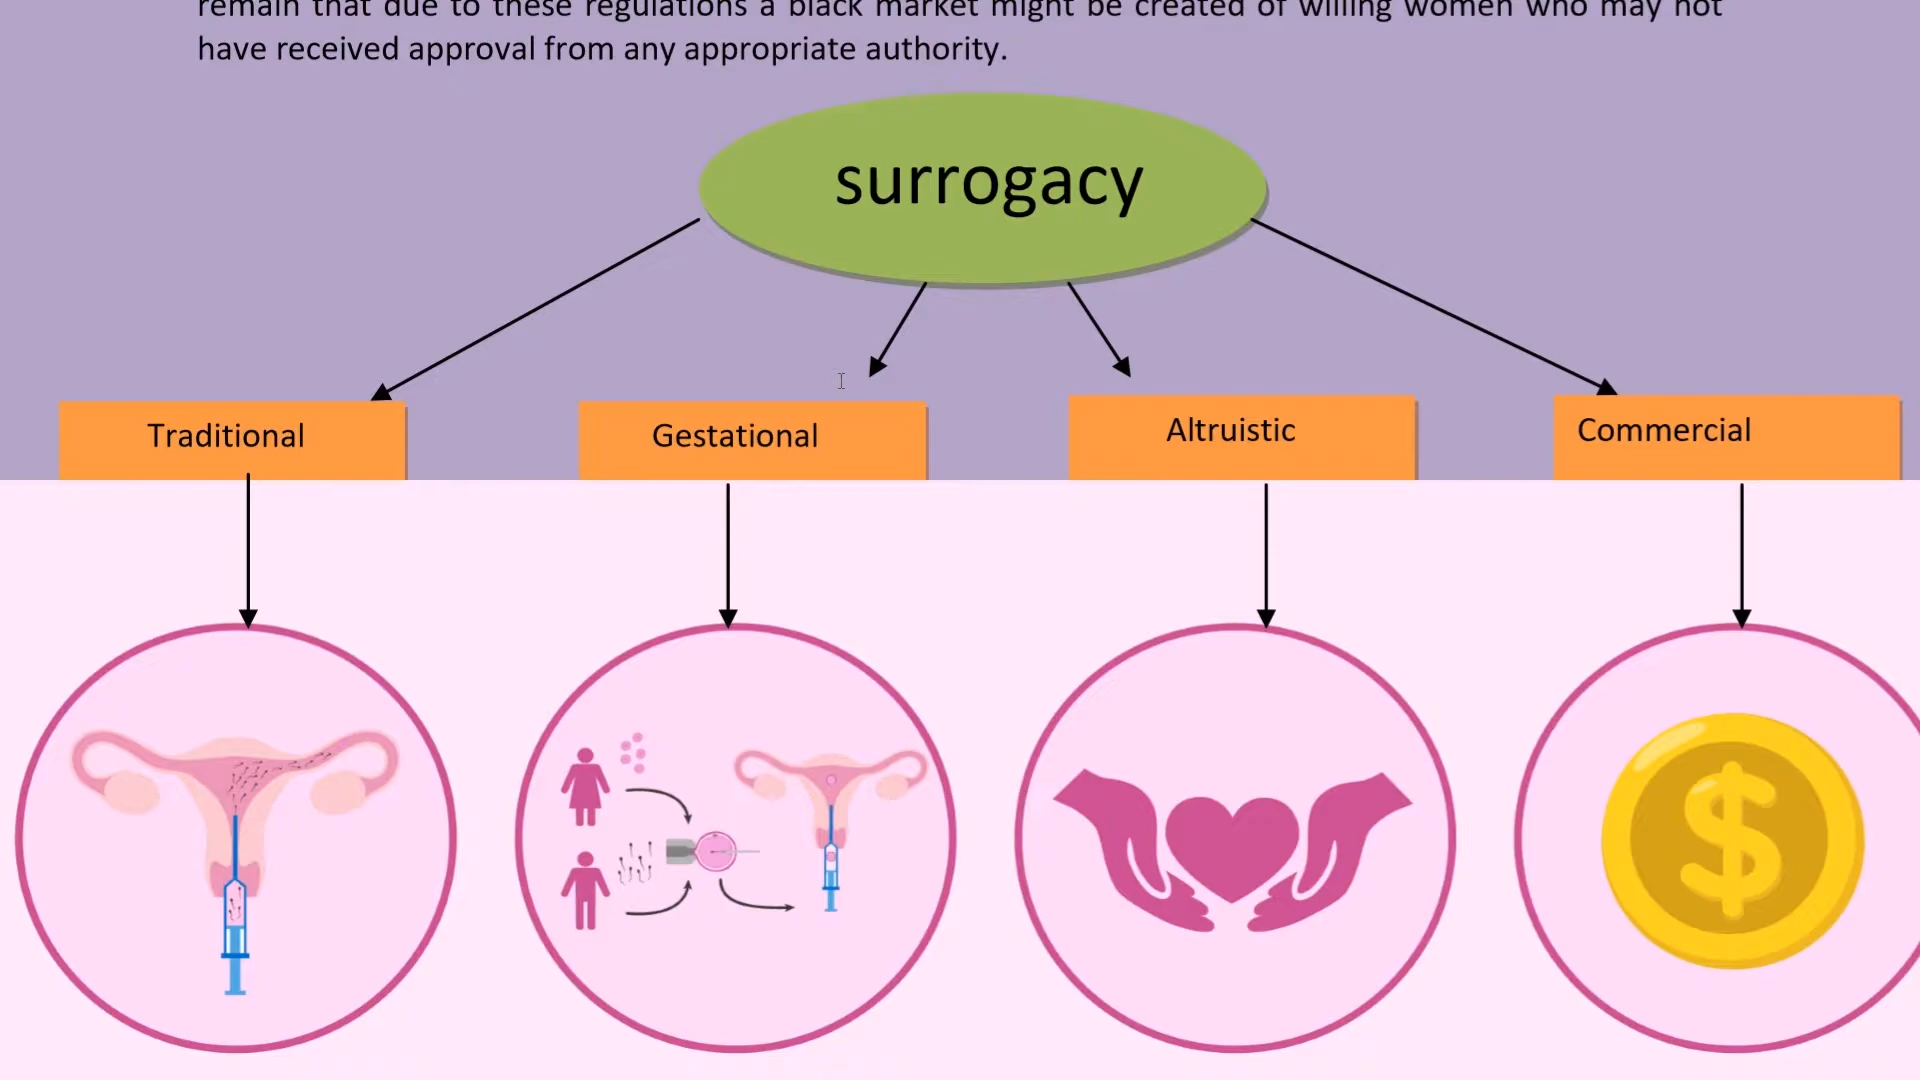 remain that due to these regulations a black market might be created of willing women who may not
have received approval from any appropriate authority.
surrogacy
Traditional
Gestational
Altruistic
Commercial
$